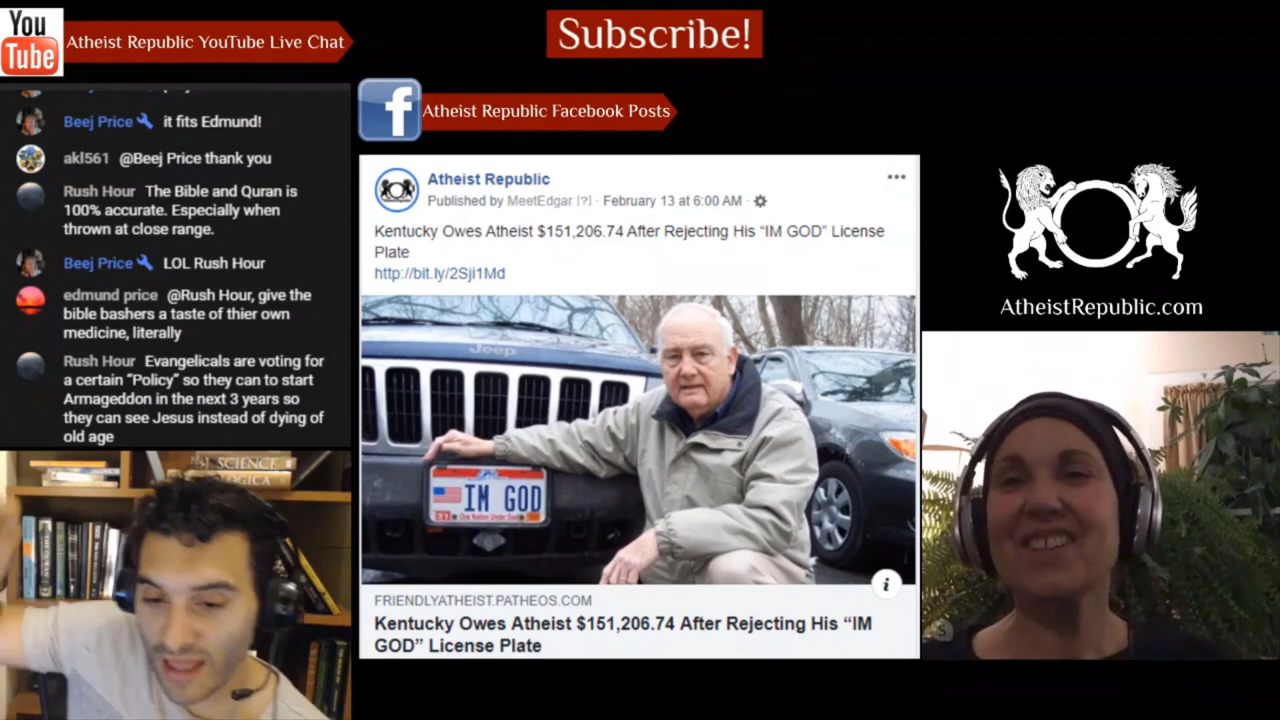 You
Tube
Atheist Republic YouTube Live Chat
Subscribe!
Beej Price it fits Edmund!
akl561 @Beej Price thank you
Rush Hour The Bible and Quran is
100% accurate. Especially when
thrown at close range.
Beej Price LOL Rush Hour
edmund price @Rush Hour, give the
bible bashers a taste of thier own
medicine, literally
Rush Hour Evangelicals are voting for
a certain “Policy” so they can to start
Armageddon in the next 3 years so
they can see Jesus instead of dying of
old age
f
Atheist Republic Facebook Posts
Atheist Republic
Published by MeetEdgar [?] · February 13 at 6:00 AM ·
Kentucky Owes Atheist $151,206.74 After Rejecting His “IM GOD” License
Plate
http://bit.ly/2Sji1Md
Jeep
IM GOD
One Nation Under God
i
FRIENDLYATHEIST.PATHEOS.COM
Kentucky Owes Atheist $151,206.74 After Rejecting His “IM
GOD” License Plate
AtheistRepublic.com
SCIENCE